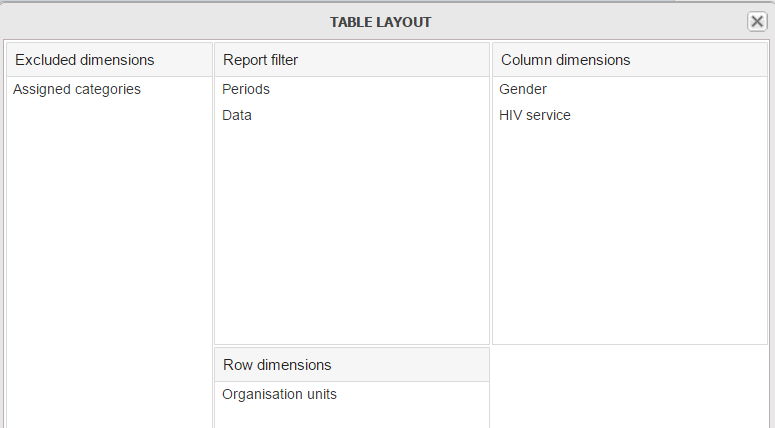 TABLE LAYOUT
Excluded dimensions
Assigned categories
Report filter
Periods
Data
Column dimensions
Gender
HIV service
Row dimensions
Organisation units